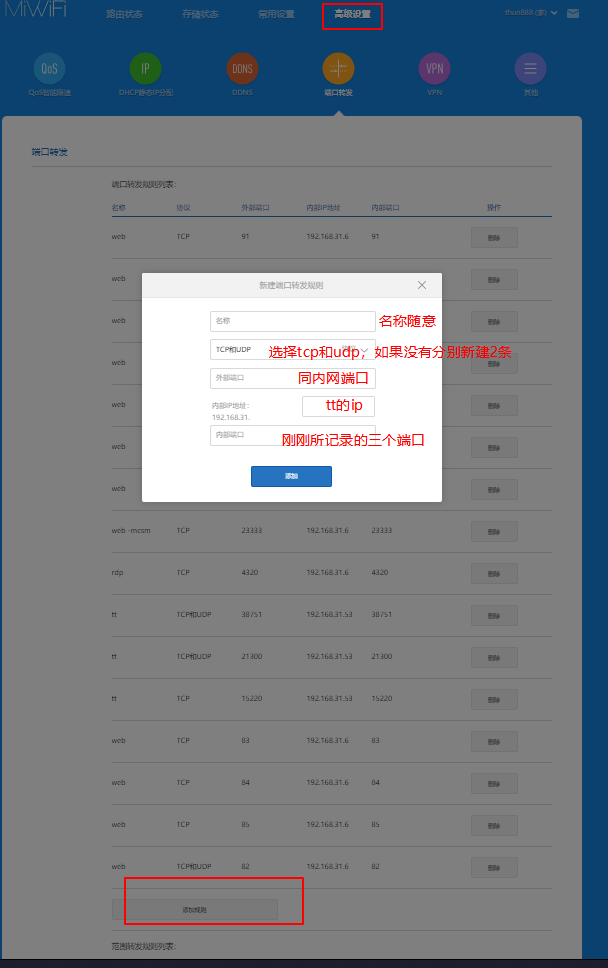 MiWiFi 路由状态 存储状态 常用设置 高级设置 thun888 (家)
QoS IP DDNS VPN
QoS智能限速 DHCP静态IP分配 DDNS 端口转发 VPN 其他
端口转发
端口转发规则列表:
名称 协议 外部端口 内部IP地址 内部端口 操作
web TCP 91 192.168.31.6 91 删除
web 删除
新建端口转发规则
名称 名称随意
web 删除
TCP和UDP 选择tcp和udp，如果没有分别新建2条
web 删除
外部端口 同内网端口
内部IP地址: tt的ip
192.168.31.
web 删除
内部端口 刚刚所记录的三个端口
web 删除
添加
web 删除
web -mcsm TCP 23333 192.168.31.6 23333 删除
rdp TCP 4320 192.168.31.6 4320 删除
tt TCP和UDP 38751 192.168.31.53 38751 删除
tt TCP和UDP 21300 192.168.31.53 21300 删除
tt TCP和UDP 15220 192.168.31.53 15220 删除
web TCP 83 192.168.31.6 83 删除
web TCP 84 192.168.31.6 84 删除
web TCP 85 192.168.31.6 85 删除
web TCP和UDP 82 192.168.31.6 82 删除
添加规则
范围转发规则列表: